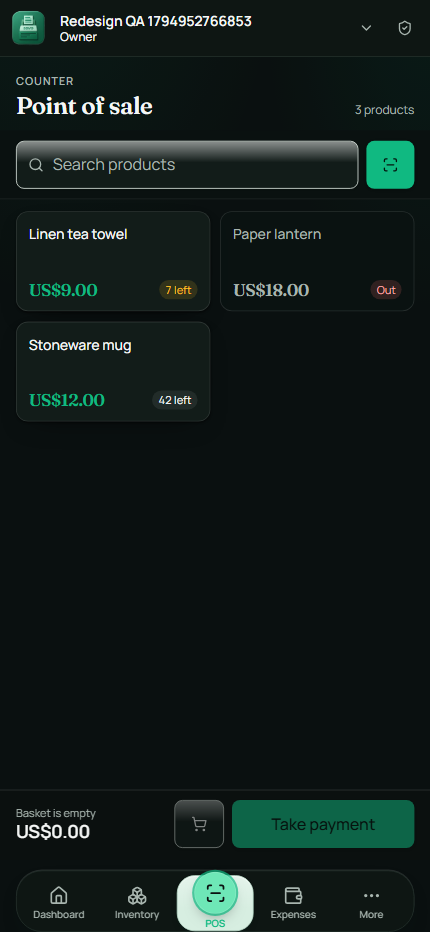 Redesign QA 1794952766853
Owner
COUNTER
Point of sale
3 products
Search products
Linen tea towel
US$9.00
7 left
Paper lantern
US$18.00
Out
Stoneware mug
US$12.00
42 left
Basket is empty
US$0.00
Take payment
Dashboard
Inventory
POS
Expenses
More